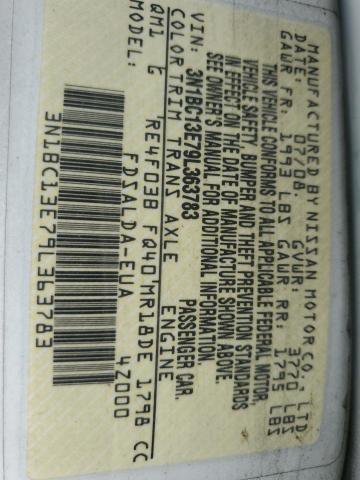 MANUFACTURED BY NISSAN MOTOR CO., LTD.
DATE: 07/08. GVWR: 3770 LBS
GAWR FR: 1993 LBS GAWR RR: 1795 LBS
THIS VEHICLE CONFORMS TO ALL APPLICABLE FEDERAL MOTOR
VEHICLE SAFETY, BUMPER AND THEFT PREVENTION STANDARDS
IN EFFECT ON THE DATE OF MANUFACTURE SHOWN ABOVE.
SEE OWNER'S MANUAL FOR ADDITIONAL INFORMATION.
VIN: 3N1BC13E79L363783 PASSENGER CAR.
COLOR TRIM TRANS AXLE ENGINE
QM1 G RE4F03B FQ40 MR18DE 1798 CC
MODEL: FDSALDA-EUA 4Z000
3N1BC13E79L363783